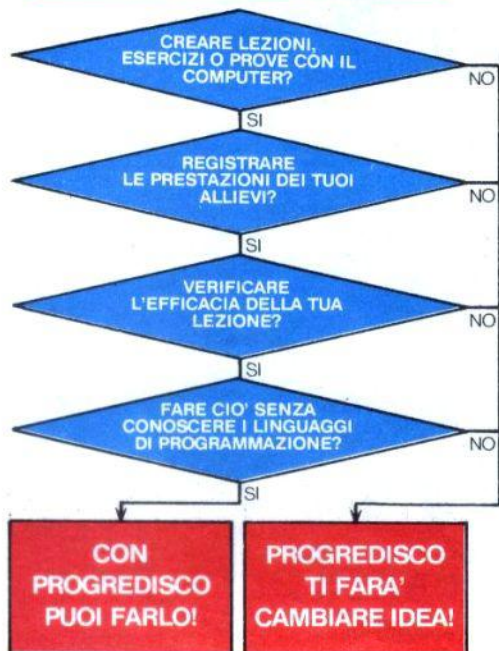 CREARE LEZIONI,
ESERCIZI O PROVE CON IL
COMPUTER?
NO
SI
REGISTRARE
LE PRESTAZIONI DEI TUOI
ALLIEVI?
NO
SI
VERIFICARE
L'EFFICACIA DELLA TUA
LEZIONE?
NO
SI
FARE CIO' SENZA
CONOSCERE I LINGUAGGI
DI PROGRAMMAZIONE?
NO
SI
CON
PROGREDISCO
PUOI FARLO!
PROGREDISCO
TI FARA'
CAMBIARE IDEA!